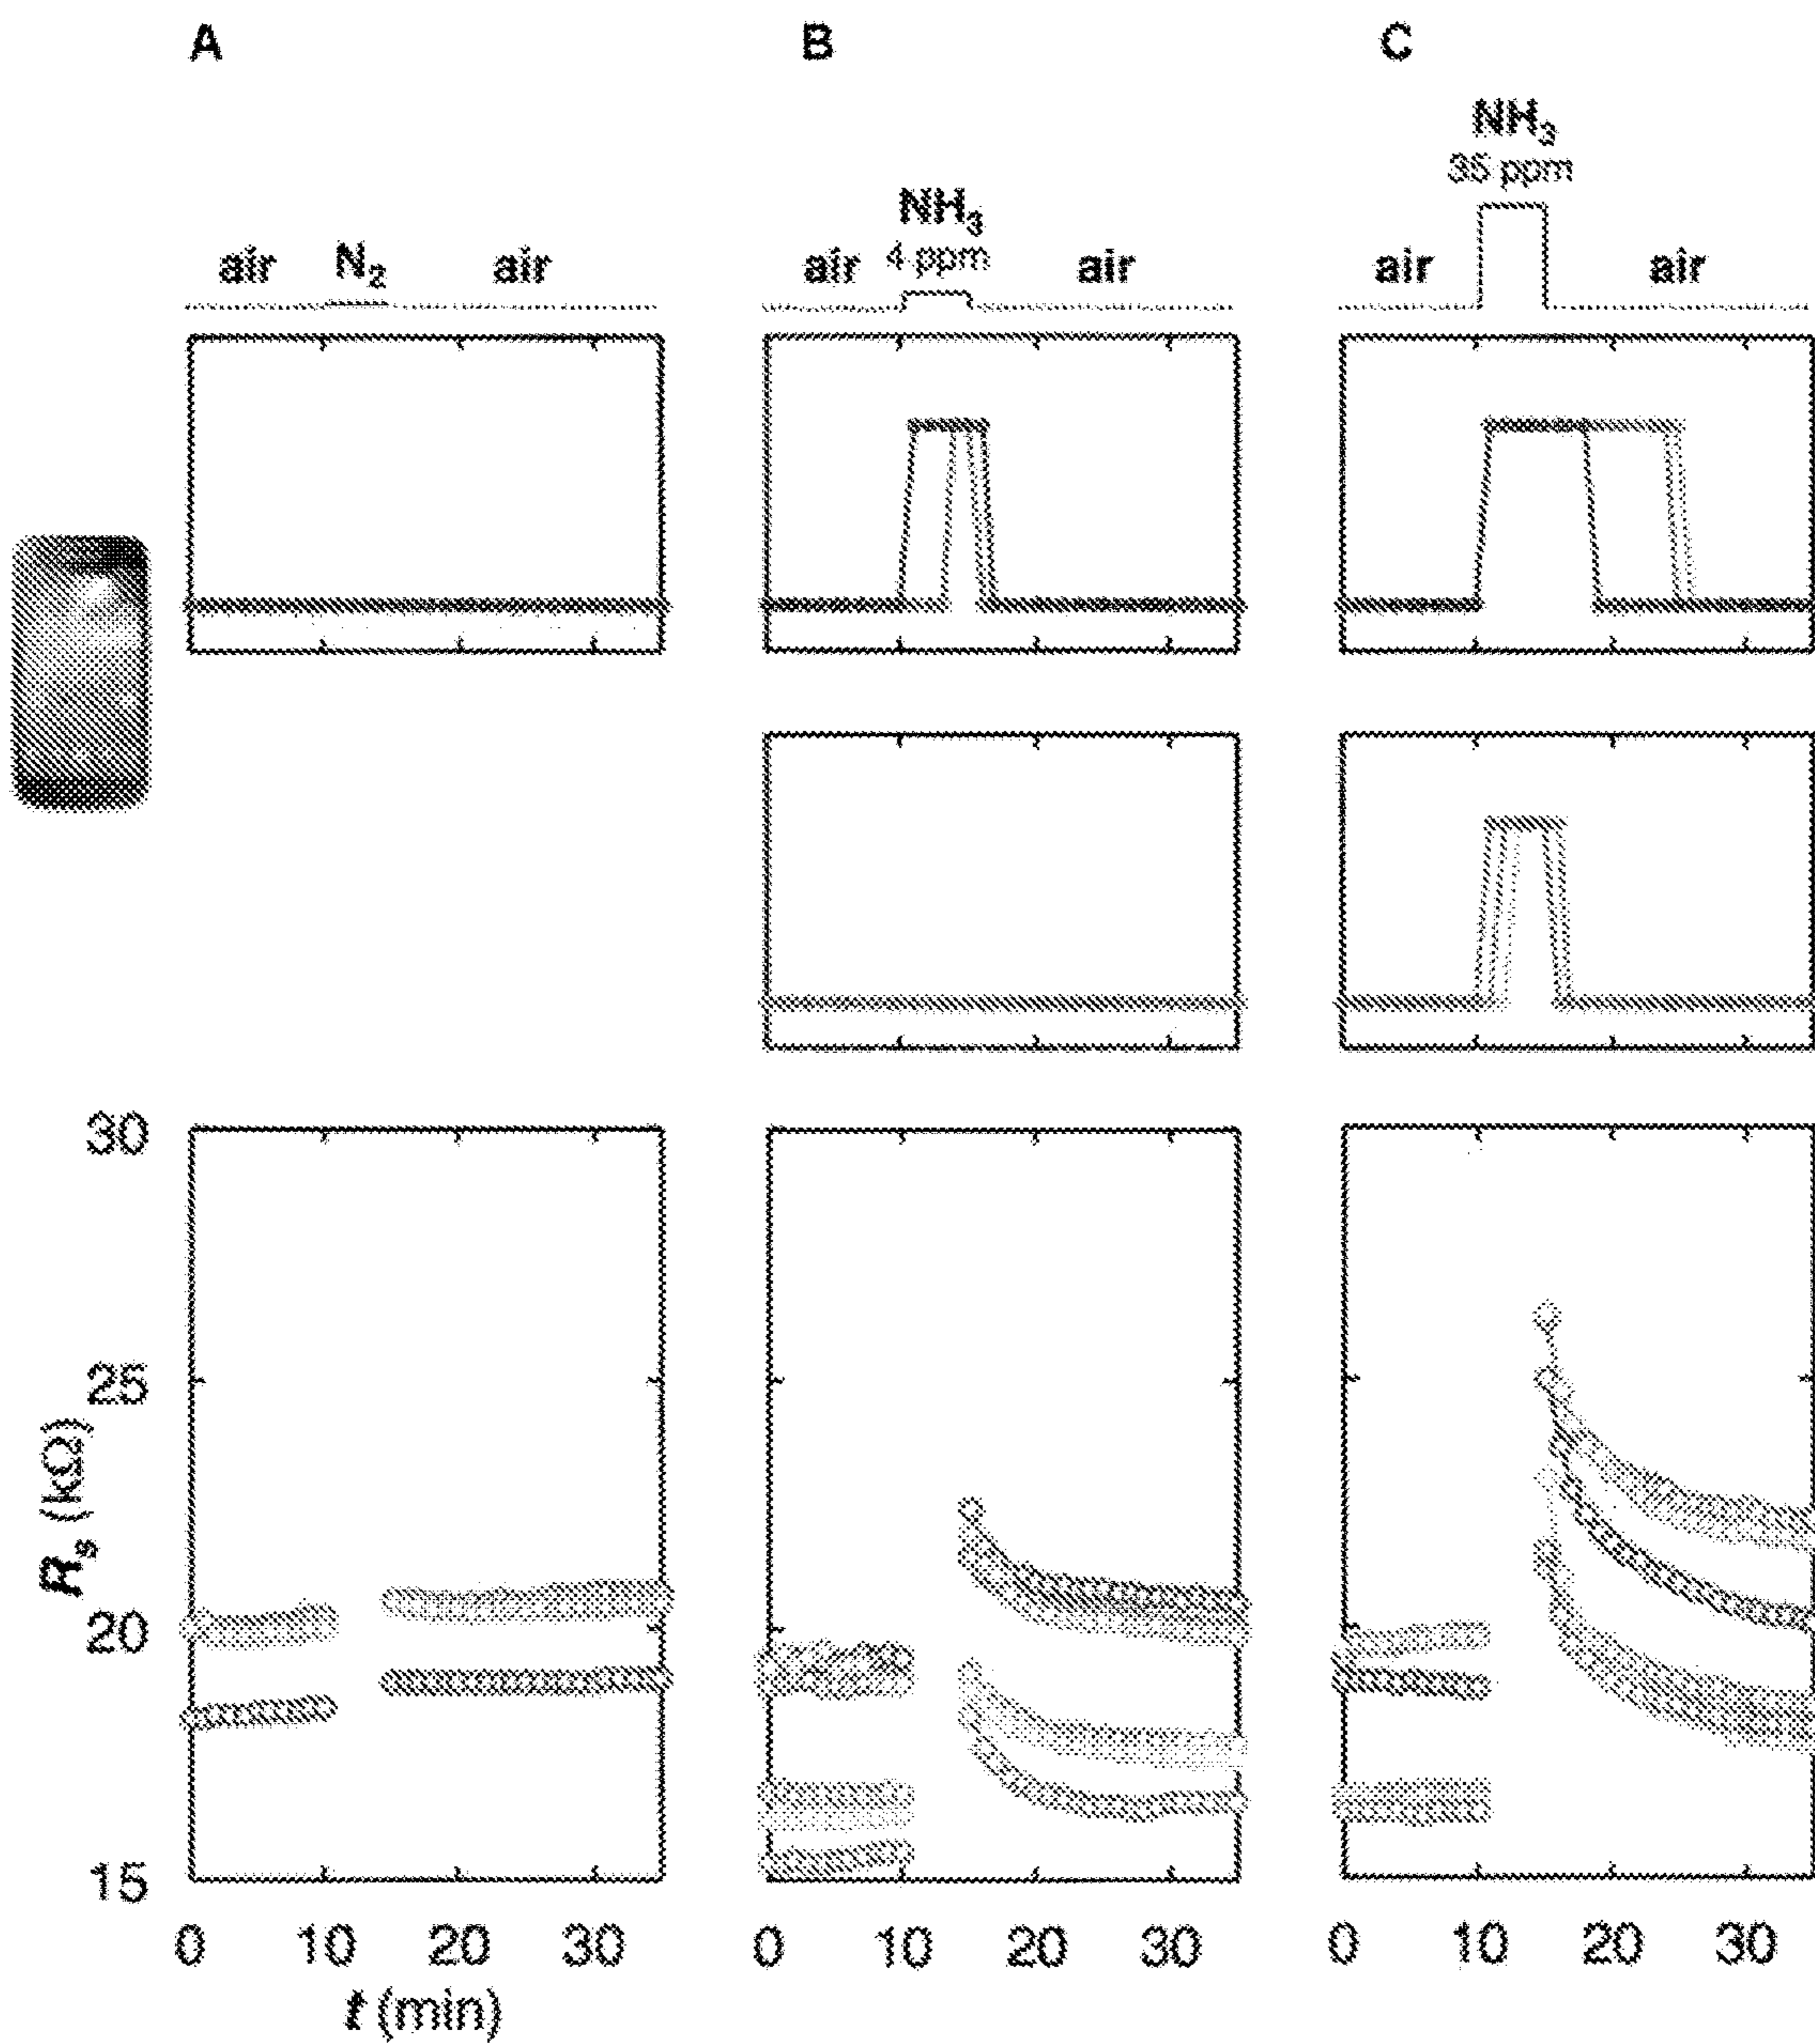 A B C
NH₃
35 ppm
NH₃
4 ppm
air N₂ air air air air air
30
25
20
15
Rₛ (kΩ)
0 10 20 30 0 10 20 30 0 10 20 30
t (min)